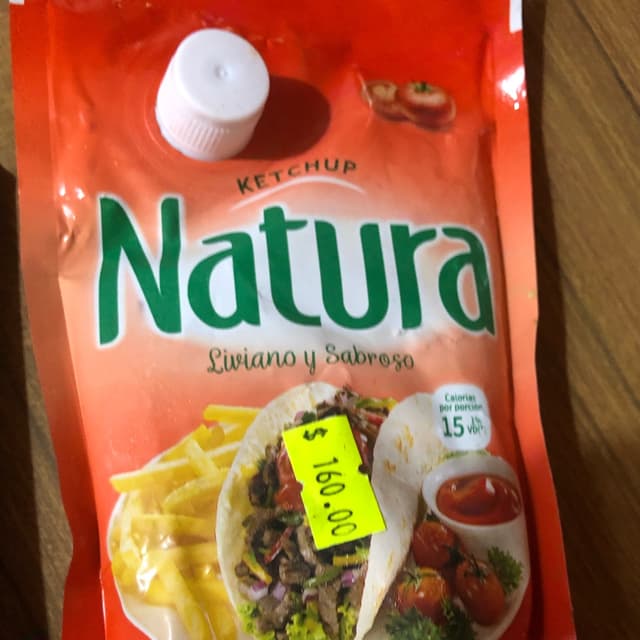 KETCHUP
Natura
Liviano y Sabroso
Calorías
por porción
15
$ 160.00